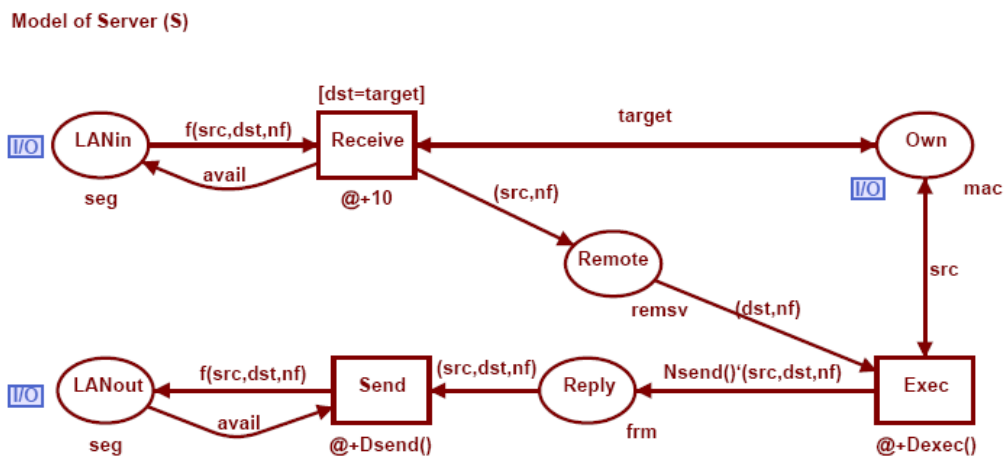 Model of Server (S)
[dst=target]
I/O
LANin
f(src,dst,nf)
Receive
target
Own
avail
seg
@+10
(src,nf)
I/O
mac
Remote
src
remsv
(dst,nf)
I/O
LANout
f(src,dst,nf)
Send
(src,dst,nf)
Reply
Nsend()‘(src,dst,nf)
Exec
avail
seg
@+Dsend()
frm
@+Dexec()